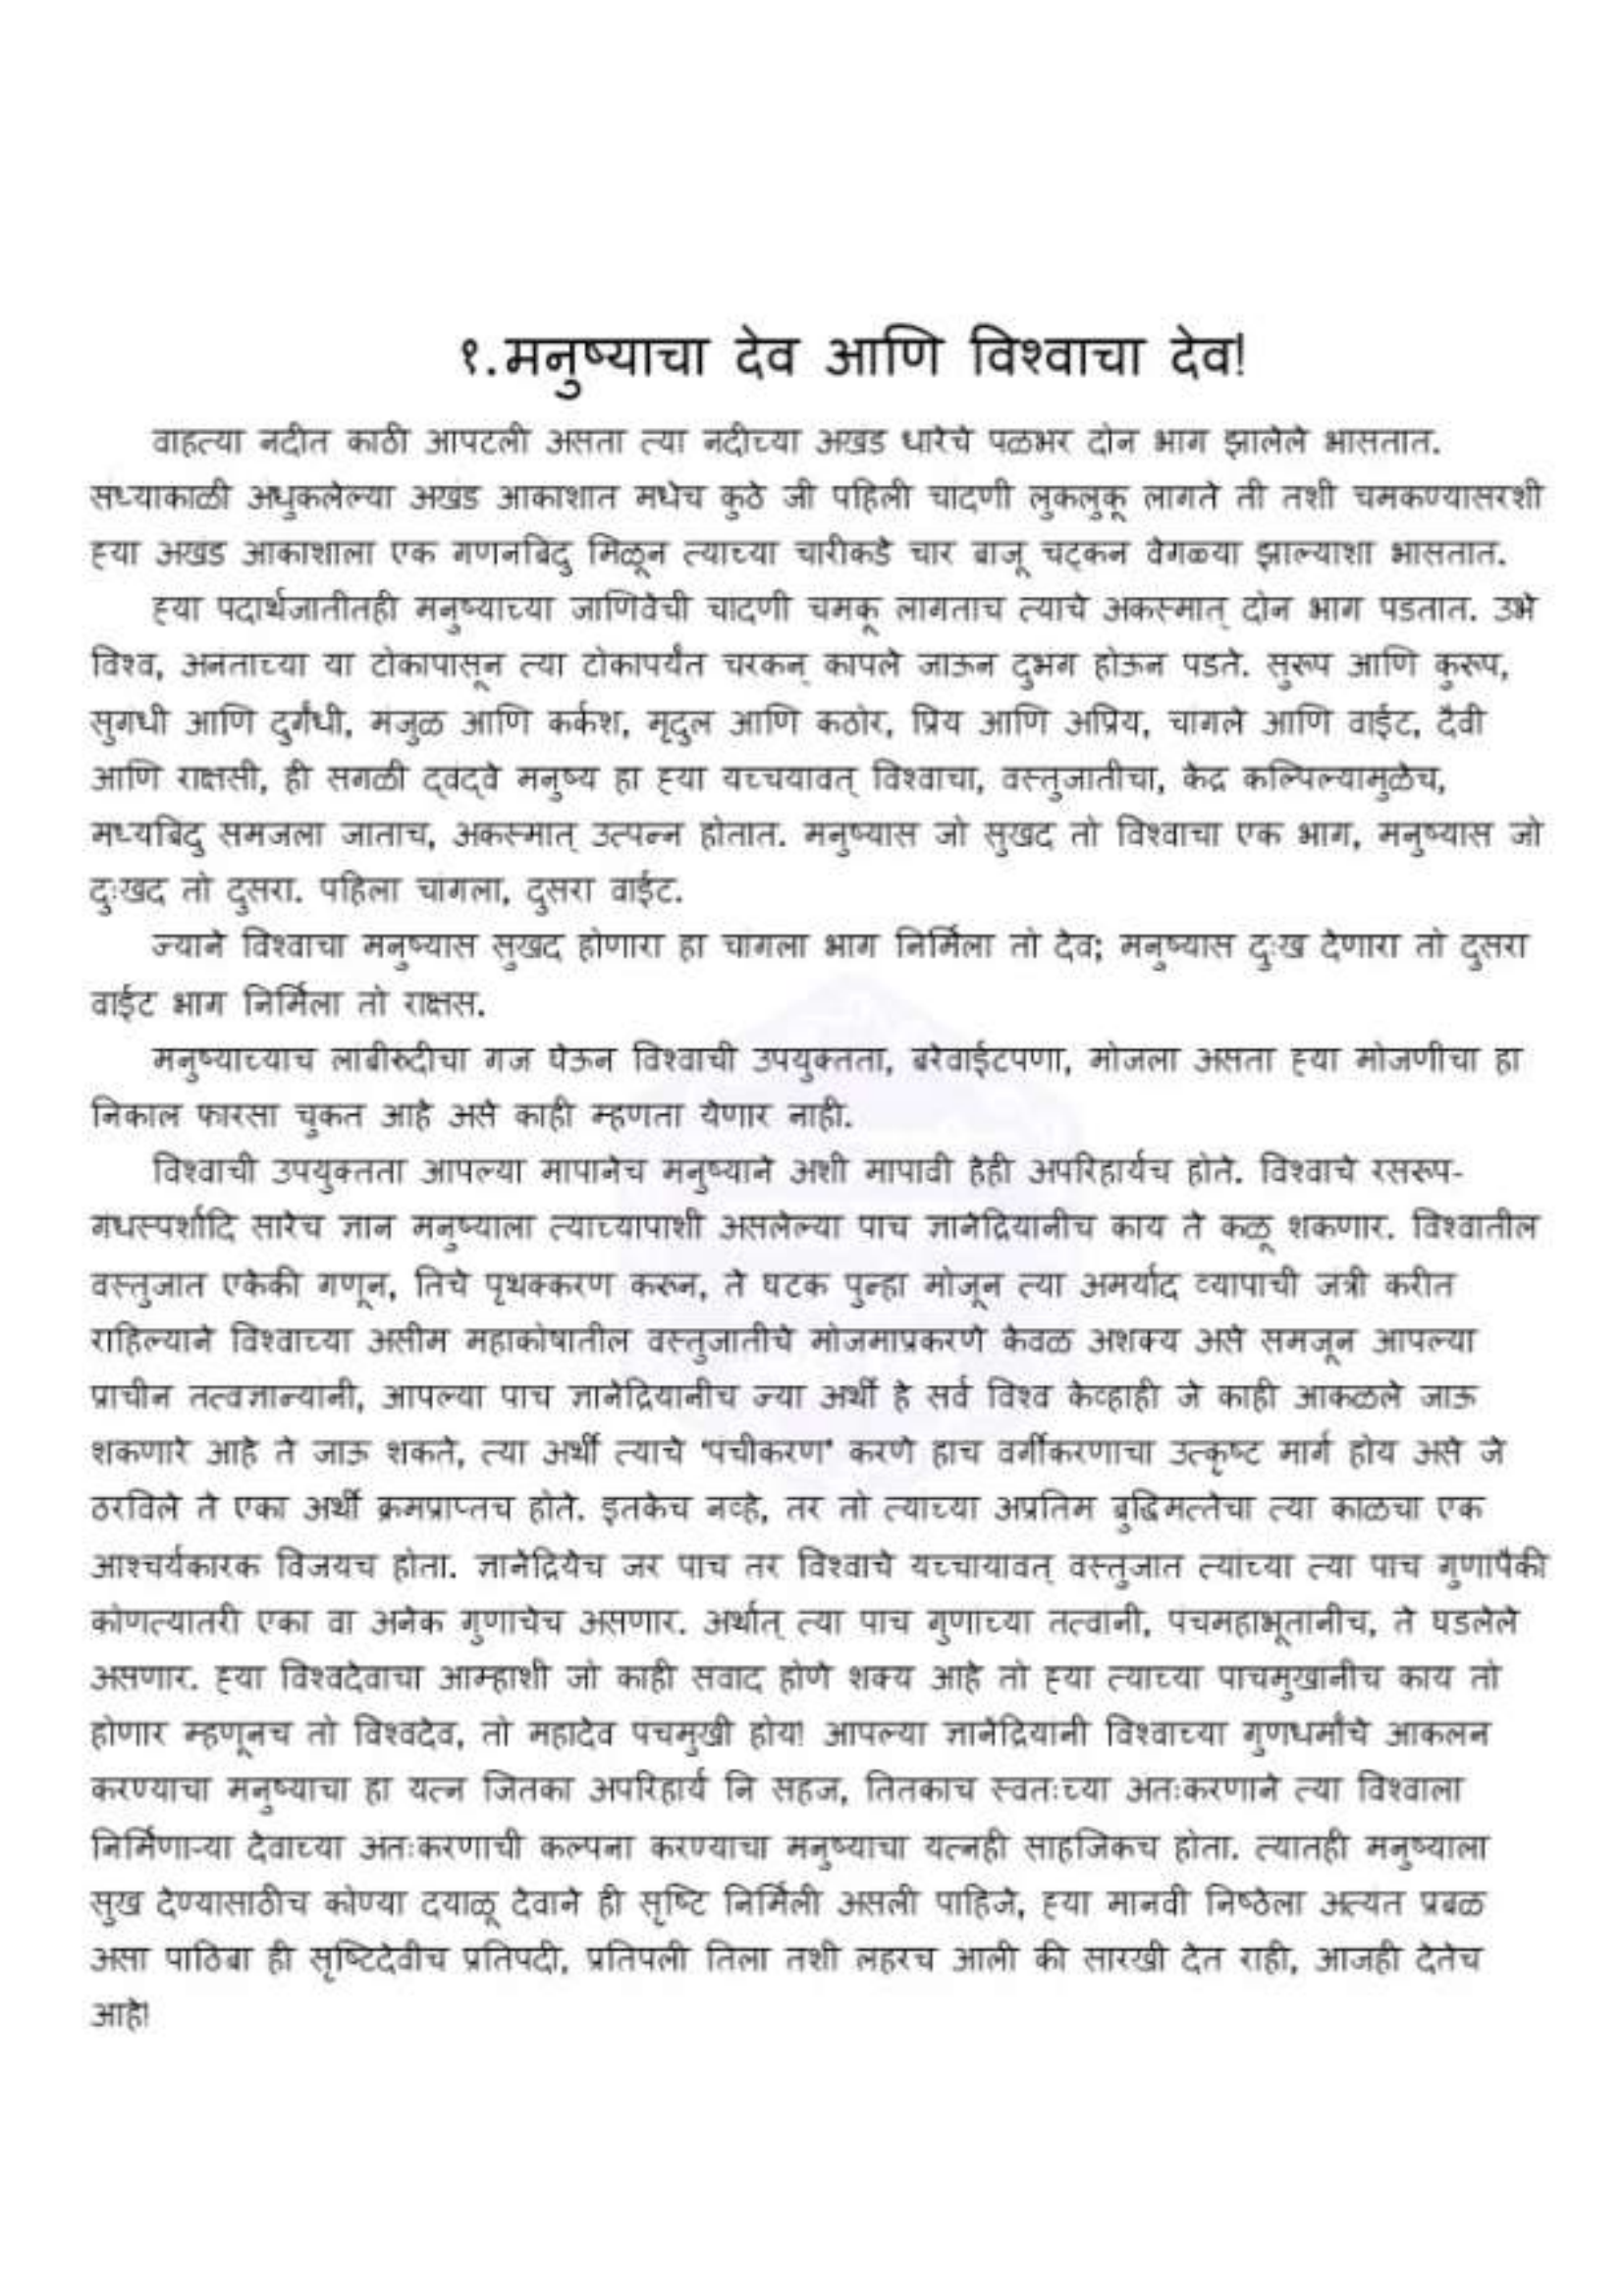 १.मनुष्याचा देव आणि विश्वाचा देव!
वाहत्या नदीत काठी आपटली असता त्या नदीच्या अखंड धारेचे पळभर दोन भाग झालेले भासतात.
संध्याकाळी अंधुकलेल्या अखंड आकाशात मधेच कुठे जी पहिली चांदणी लुकलुकू लागते ती तशी चमकण्यासरशी
ह्या अखंड आकाशाला एक गणनबिंदु मिळून त्याच्या चारीकडे चार बाजू चट्कन वेगळ्या झाल्याशा भासतात.
ह्या पदार्थजातीतही मनुष्याच्या जाणिवेची चांदणी चमकू लागताच त्याचे अकस्मात् दोन भाग पडतात. उभे
विश्व, अनंताच्या या टोकापासून त्या टोकापर्यंत चरकन् कापले जाऊन दुभंग होऊन पडते. सुरूप आणि कुरूप,
सुगंधी आणि दुर्गंधी, मंजुळ आणि कर्कश, मृदुल आणि कठोर, प्रिय आणि अप्रिय, चांगले आणि वाईट, दैवी
आणि राक्षसी, ही सगळी द्वंद्वे मनुष्य हा ह्या यच्चयावत् विश्वाचा, वस्तुजातीचा, केंद्र कल्पिल्यामुळेच,
मध्यबिंदु समजला जाताच, अकस्मात् उत्पन्न होतात. मनुष्यास जो सुखद तो विश्वाचा एक भाग, मनुष्यास जो
दुःखद तो दुसरा. पहिला चांगला, दुसरा वाईट.
ज्याने विश्वाचा मनुष्यास सुखद होणारा हा चांगला भाग निर्मिला तो देव; मनुष्यास दुःख देणारा तो दुसरा
वाईट भाग निर्मिला तो राक्षस.
मनुष्याच्याच लांबीरुंदीचा गज घेऊन विश्वाची उपयुक्तता, बरेवाईटपणा, मोजला असता ह्या मोजणीचा हा
निकाल फारसा चुकत आहे असे काही म्हणता येणार नाही.
विश्वाची उपयुक्तता आपल्या मापानेच मनुष्याने अशी मापावी हेही अपरिहार्यच होते. विश्वाचे रसरूप-
गंधस्पर्शादि सारेच ज्ञान मनुष्याला त्याच्यापाशी असलेल्या पाच ज्ञानेंद्रियांनीच काय ते कळू शकणार. विश्वातील
वस्तुजात एकेकी गणून, तिचे पृथक्करण करून, ते घटक पुन्हा मोजून त्या अमर्याद व्यापाची जंत्री करीत
राहिल्याने विश्वाच्या असीम महाकोषातील वस्तुजातीचे मोजमापप्रकरणे केवळ अशक्य असे समजून आपल्या
प्राचीन तत्वज्ञान्यांनी, आपल्या पाच ज्ञानेंद्रियांनीच ज्या अर्थी हे सर्व विश्व केव्हाही जे काही आकळले जाऊ
शकणारे आहे ते जाऊ शकते, त्या अर्थी त्याचे 'पंचीकरण' करणे हाच वर्गीकरणाचा उत्कृष्ट मार्ग होय असे जे
ठरविले ते एका अर्थी क्रमप्राप्तच होते. इतकेच नव्हे, तर तो त्यांच्या अप्रतिम बुद्धिमत्तेचा त्या काळचा एक
आश्चर्यकारक विजयच होता. ज्ञानेंद्रियेच जर पाच तर विश्वाचे यच्चायावत् वस्तुजात त्यांच्या त्या पाच गुणांपैकी
कोणत्यातरी एका वा अनेक गुणांचेच असणार. अर्थात् त्या पाच गुणांच्या तत्वांनी, पंचमहाभूतांनीच, ते घडलेले
असणार. ह्या विश्वदेवाचा आम्हाशी जो काही संवाद होणे शक्य आहे तो ह्या त्याच्या पाचमुखांनीच काय तो
होणार म्हणूनच तो विश्वदेव, तो महादेव पंचमुखी होय! आपल्या ज्ञानेंद्रियांनी विश्वाच्या गुणधर्मांचे आकलन
करण्याचा मनुष्याचा हा यत्न जितका अपरिहार्य नि सहज, तितकाच स्वतःच्या अंतःकरणाने त्या विश्वाला
निर्मिणाऱ्या देवाच्या अंतःकरणाची कल्पना करण्याचा मनुष्याचा यत्नही साहजिकच होता. त्यातही मनुष्याला
सुख देण्यासाठीच कोण्या दयाळू देवाने ही सृष्टि निर्मिली असली पाहिजे, ह्या मानवी निष्ठेला अत्यंत प्रबळ
असा पाठिंबा ही सृष्टिदेवीच प्रतिपदी, प्रतिपली तिला तशी लहरच आली की सारखी देत राही, आजही देतेच
आहे!